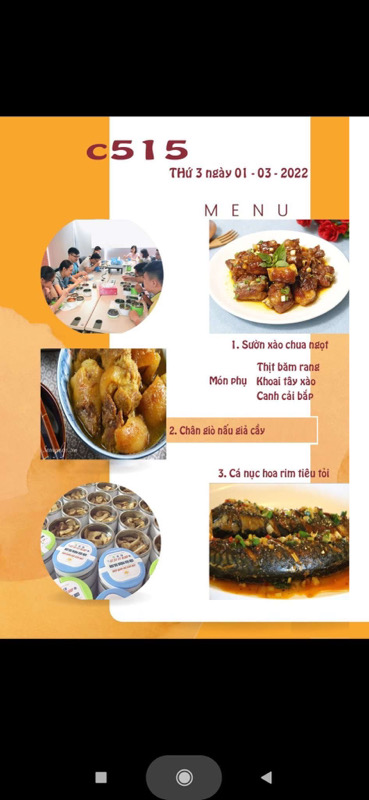 c515
THứ 3 ngày 01 - 03 - 2022
MENU
1. Sườn xào chua ngọt
Thịt băm rang
Món phụ Khoai tây xào
Canh cải bắp
2. Chân giò nấu giả cầy
3. Cá nục hoa rim tiêu tỏi